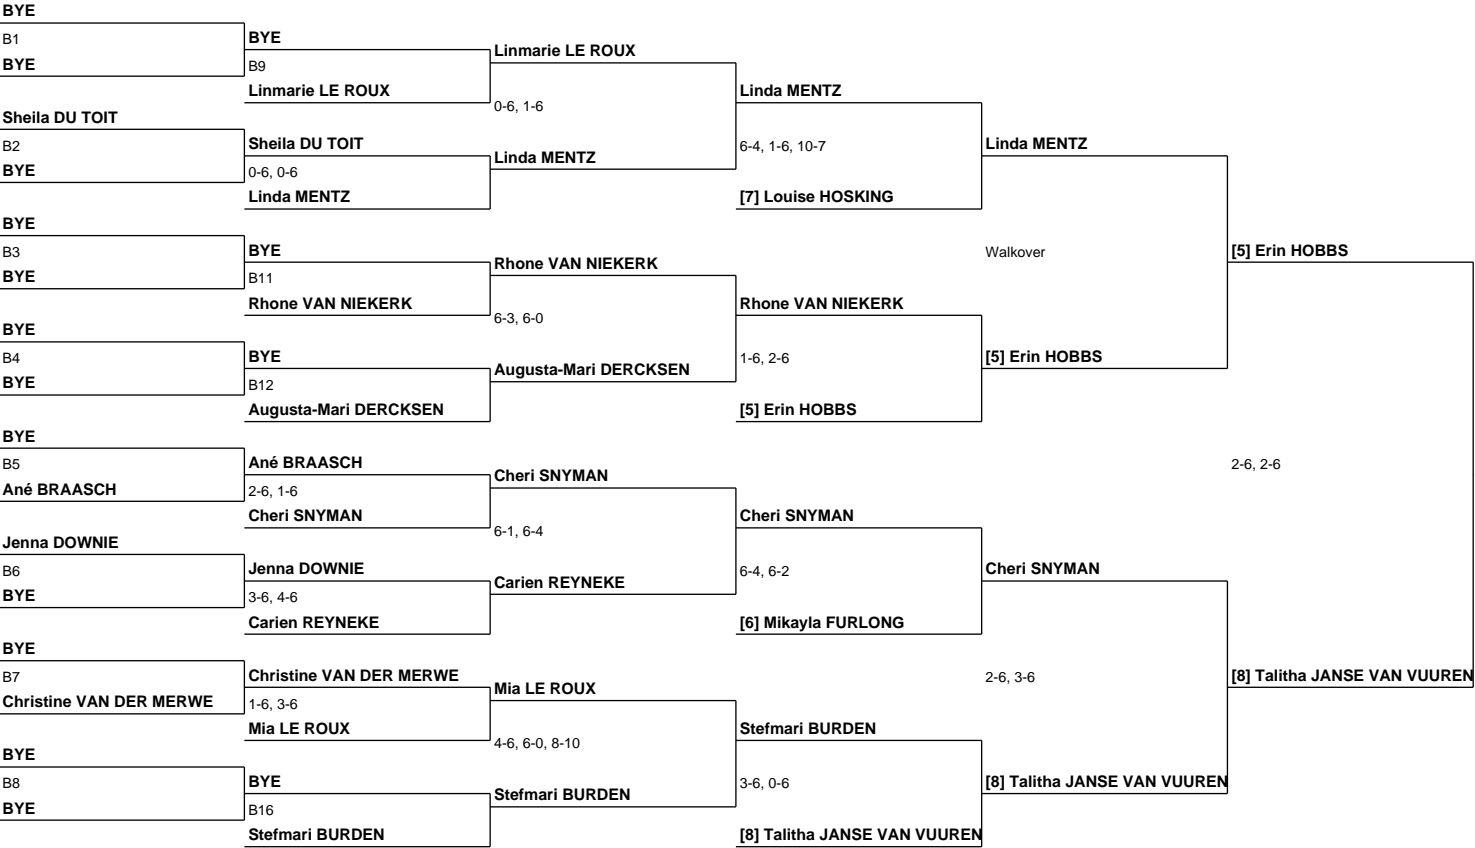 BYE
B1
BYE
Sheila DU TOIT
B2
BYE
BYE
B3
BYE
BYE
B4
BYE
BYE
B5
Ané BRAASCH
Jenna DOWNIE
B6
BYE
BYE
B7
Christine VAN DER MERWE
BYE
B8
BYE
BYE
B9
Linmarie LE ROUX
Sheila DU TOIT
0-6, 0-6
Linda MENTZ
BYE
B11
Rhone VAN NIEKERK
BYE
B12
Augusta-Mari DERCKSEN
Ané BRAASCH
2-6, 1-6
Cheri SNYMAN
Jenna DOWNIE
3-6, 4-6
Carien REYNEKE
Christine VAN DER MERWE
1-6, 3-6
Mia LE ROUX
BYE
B16
Stefmari BURDEN
Linmarie LE ROUX
0-6, 1-6
Linda MENTZ
Rhone VAN NIEKERK
6-3, 6-0
Augusta-Mari DERCKSEN
Cheri SNYMAN
6-1, 6-4
Carien REYNEKE
Mia LE ROUX
4-6, 6-0, 8-10
Stefmari BURDEN
Linda MENTZ
6-4, 1-6, 10-7
[7] Louise HOSKING
Rhone VAN NIEKERK
1-6, 2-6
[5] Erin HOBBS
Cheri SNYMAN
6-4, 6-2
[6] Mikayla FURLONG
Stefmari BURDEN
3-6, 0-6
[8] Talitha JANSE VAN VUUREN
Linda MENTZ
Walkover
[5] Erin HOBBS
Cheri SNYMAN
2-6, 3-6
[8] Talitha JANSE VAN VUUREN
[5] Erin HOBBS
2-6, 2-6
[8] Talitha JANSE VAN VUUREN